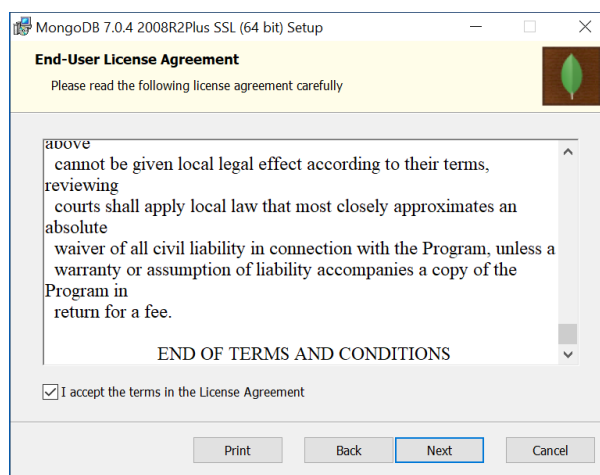 MongoDB 7.0.4 2008R2Plus SSL (64 bit) Setup
End-User License Agreement
Please read the following license agreement carefully
above
cannot be given local legal effect according to their terms,
reviewing
courts shall apply local law that most closely approximates an
absolute
waiver of all civil liability in connection with the Program, unless a
warranty or assumption of liability accompanies a copy of the
Program in
return for a fee.
END OF TERMS AND CONDITIONS
I accept the terms in the License Agreement
Print Back Next Cancel